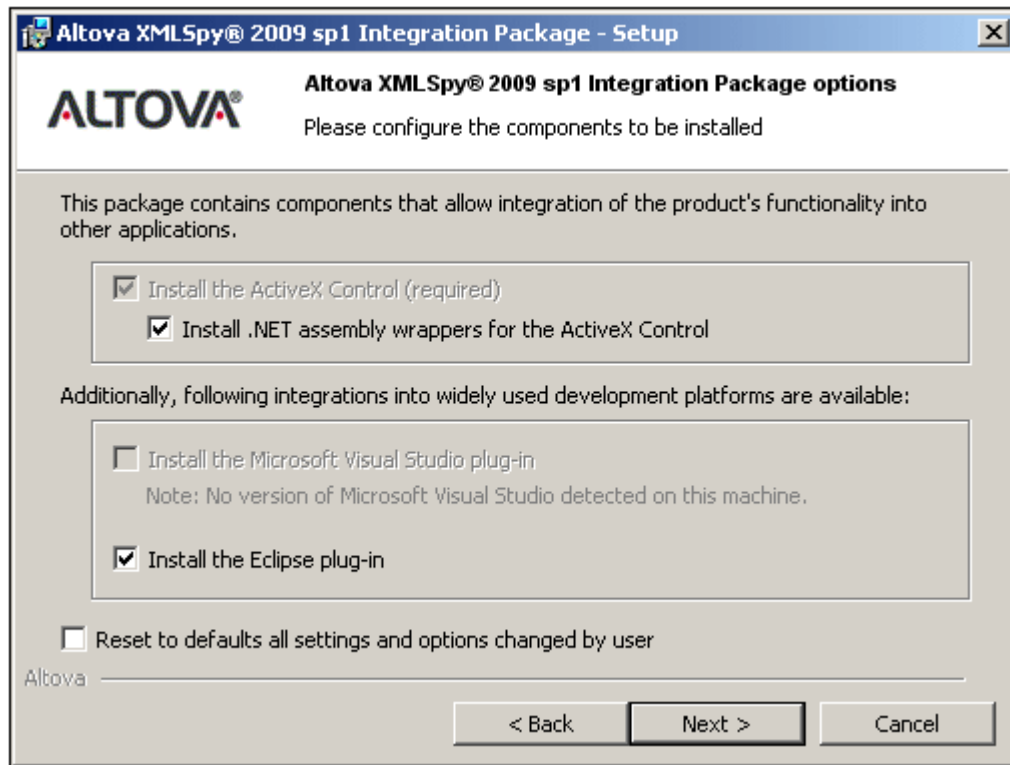 Altova XMLSpy® 2009 sp1 Integration Package - Setup
ALTOVA®
Altova XMLSpy® 2009 sp1 Integration Package options
Please configure the components to be installed
This package contains components that allow integration of the product's functionality into
other applications.
Install the ActiveX Control (required)
Install .NET assembly wrappers for the ActiveX Control
Additionally, following integrations into widely used development platforms are available:
Install the Microsoft Visual Studio plug-in
Note: No version of Microsoft Visual Studio detected on this machine.
Install the Eclipse plug-in
Reset to defaults all settings and options changed by user
Altova
< Back Next > Cancel